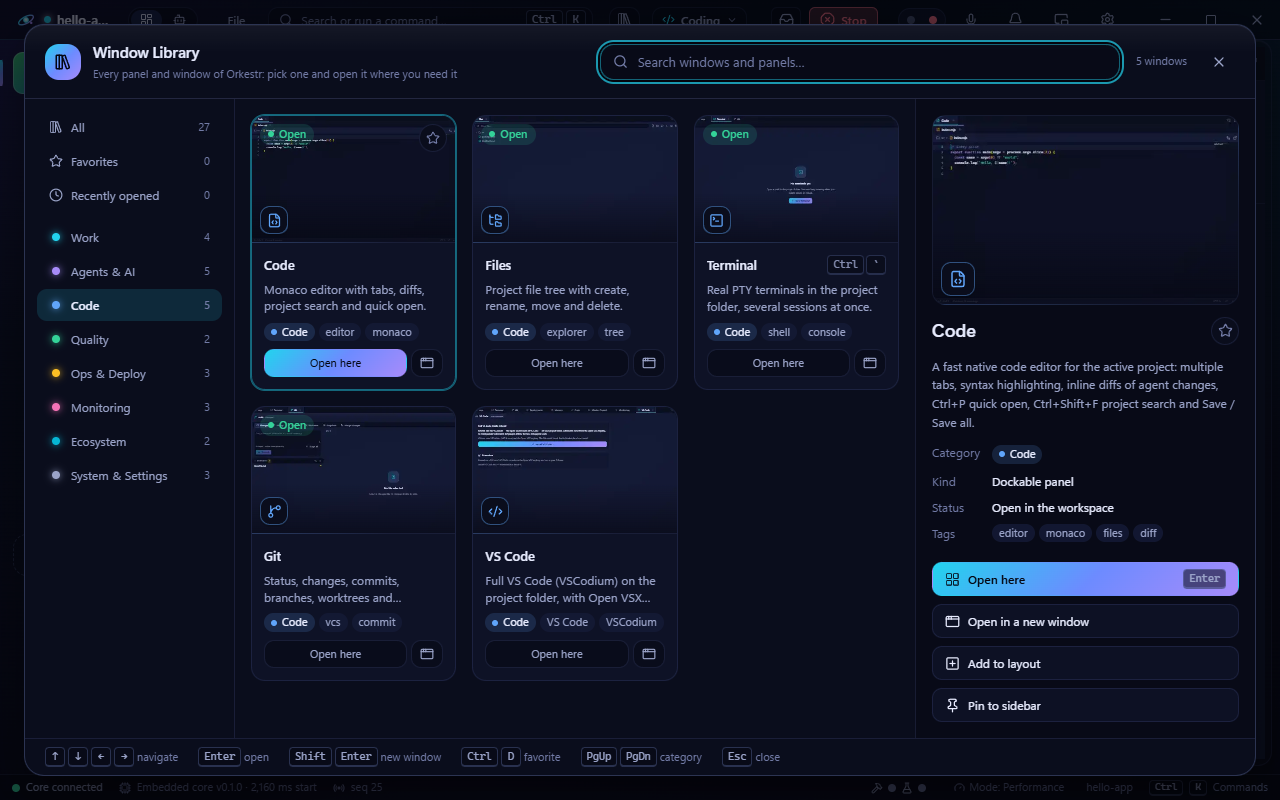 hello-a...
File
Search or run a command
Ctrl K
Coding
Stop
Window Library
Every panel and window of Orkestr: pick one and open it where you need it
Search windows and panels...
5 windows
All 27
Favorites 0
Recently opened 0
Work 4
Agents & AI 5
Code 5
Quality 2
Ops & Deploy 3
Monitoring 3
Ecosystem 2
System & Settings 3
Open
Code
Monaco editor with tabs, diffs,
project search and quick open.
Code editor monaco
Open here
Open
Files
Project file tree with create,
rename, move and delete.
Code explorer tree
Open here
Open
Terminal Ctrl `
Real PTY terminals in the project
folder, several sessions at once.
Code shell console
Open here
Open
Git
Status, changes, commits,
branches, worktrees and...
Code vcs commit
Open here
VS Code
Full VS Code (VSCodium) on the
project folder, with Open VSX...
Code VS Code VSCodium
Open here
Code
A fast native code editor for the active project: multiple
tabs, syntax highlighting, inline diffs of agent changes,
Ctrl+P quick open, Ctrl+Shift+F project search and Save /
Save all.
Category Code
Kind Dockable panel
Status Open in the workspace
Tags editor monaco files diff
Open here Enter
Open in a new window
Add to layout
Pin to sidebar
↑ ↓ ← → navigate Enter open Shift Enter new window Ctrl D favorite PgUp PgDn category Esc close
Core connected Embedded core v0.1.0 · 2,160 ms start seq 25 Mode: Performance hello-app Ctrl K Commands